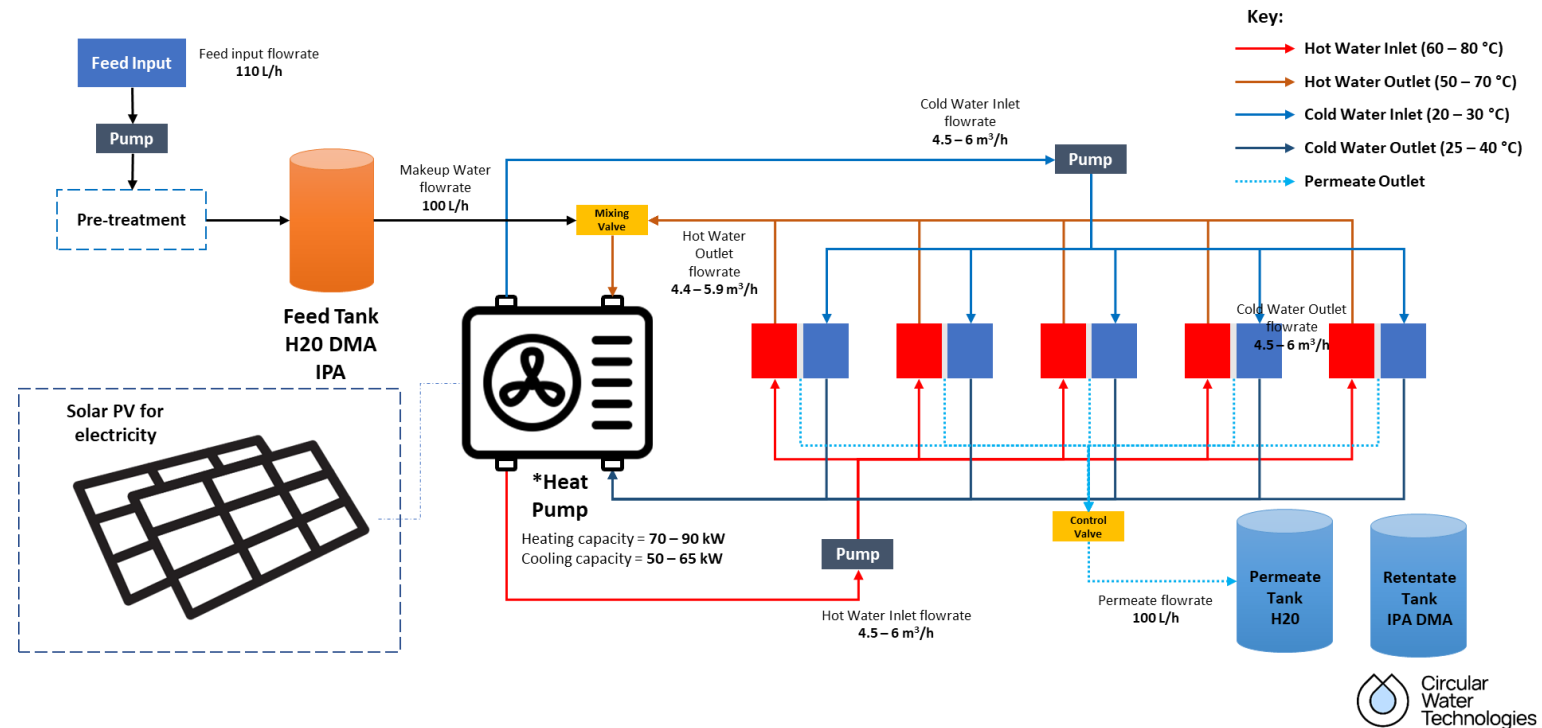 Key:
Hot Water Inlet (60 – 80 °C)
Hot Water Outlet (50 – 70 °C)
Cold Water Inlet (20 – 30 °C)
Cold Water Outlet (25 – 40 °C)
Permeate Outlet
Feed Input
Feed input flowrate
110 L/h
Pump
Pre-treatment
Feed Tank
H20 DMA
IPA
Makeup Water
flowrate
100 L/h
Mixing
Valve
Cold Water Inlet
flowrate
4.5 – 6 m³/h
Pump
Hot Water
Outlet
flowrate
4.4 – 5.9 m³/h
Cold Water Outlet
flowrate
4.5 – 6 m³/h
Solar PV for
electricity
*Heat
Pump
Heating capacity = 70 – 90 kW
Cooling capacity = 50 – 65 kW
Pump
Hot Water Inlet flowrate
4.5 – 6 m³/h
Control
Valve
Permeate flowrate
100 L/h
Permeate
Tank
H20
Retentate
Tank
IPA DMA
Circular
Water
Technologies